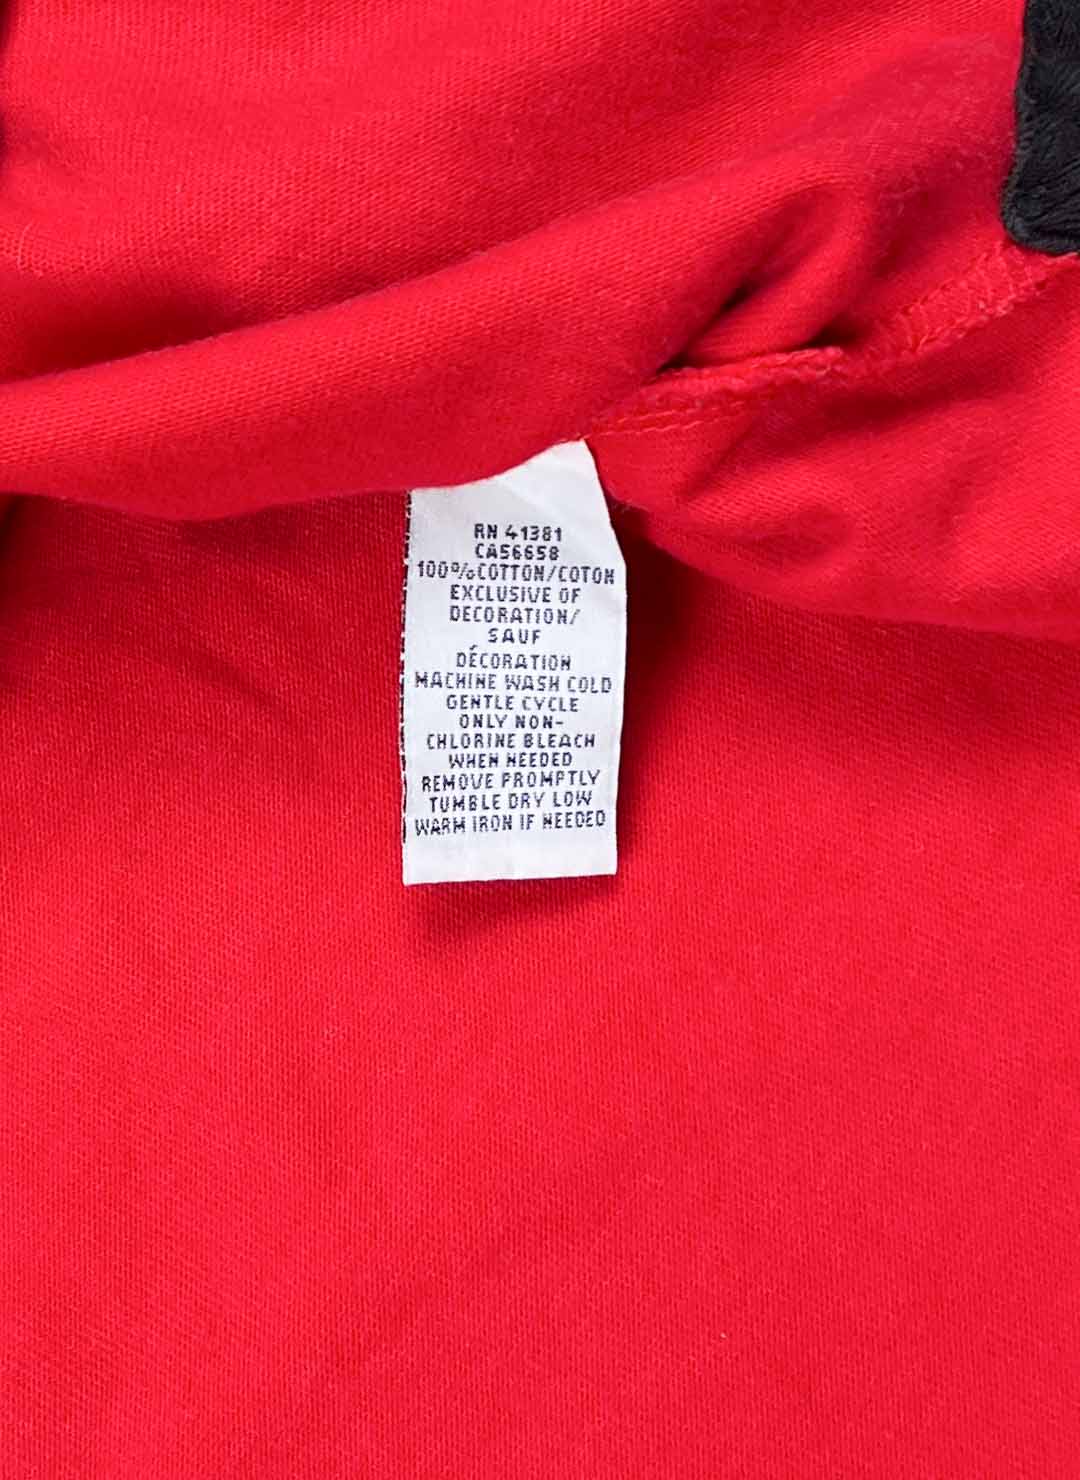 RN 41381
CA56658
100%COTTON/COTON
EXCLUSIVE OF
DECORATION/
SAUF
DÉCORATION
MACHINE WASH COLD
GENTLE CYCLE
ONLY NON-
CHLORINE BLEACH
WHEN NEEDED
REMOVE PROMPTLY
TUMBLE DRY LOW
WARM IRON IF NEEDED